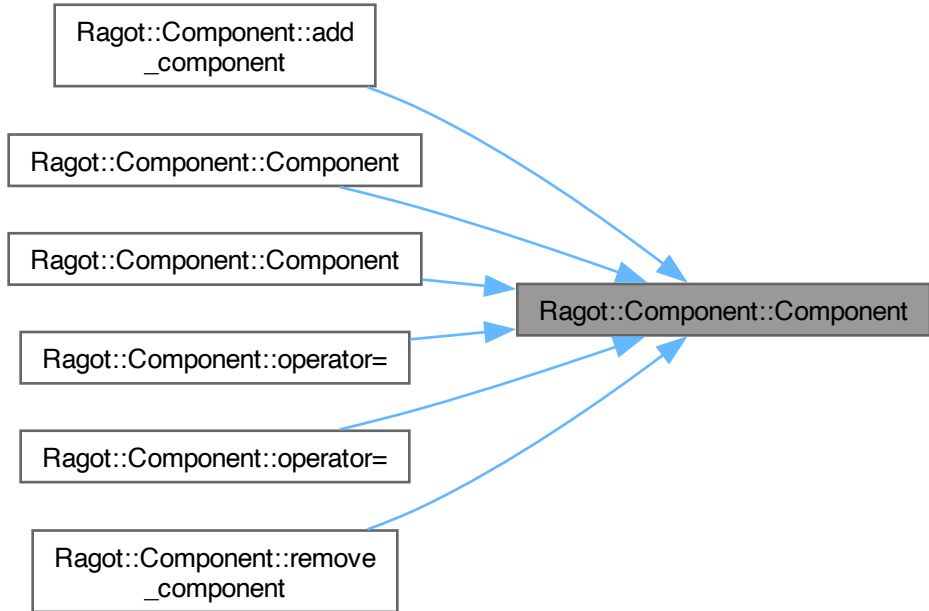 Ragot::Component::add
_component
Ragot::Component::Component
Ragot::Component::Component
Ragot::Component::Component
Ragot::Component::operator=
Ragot::Component::operator=
Ragot::Component::remove
_component